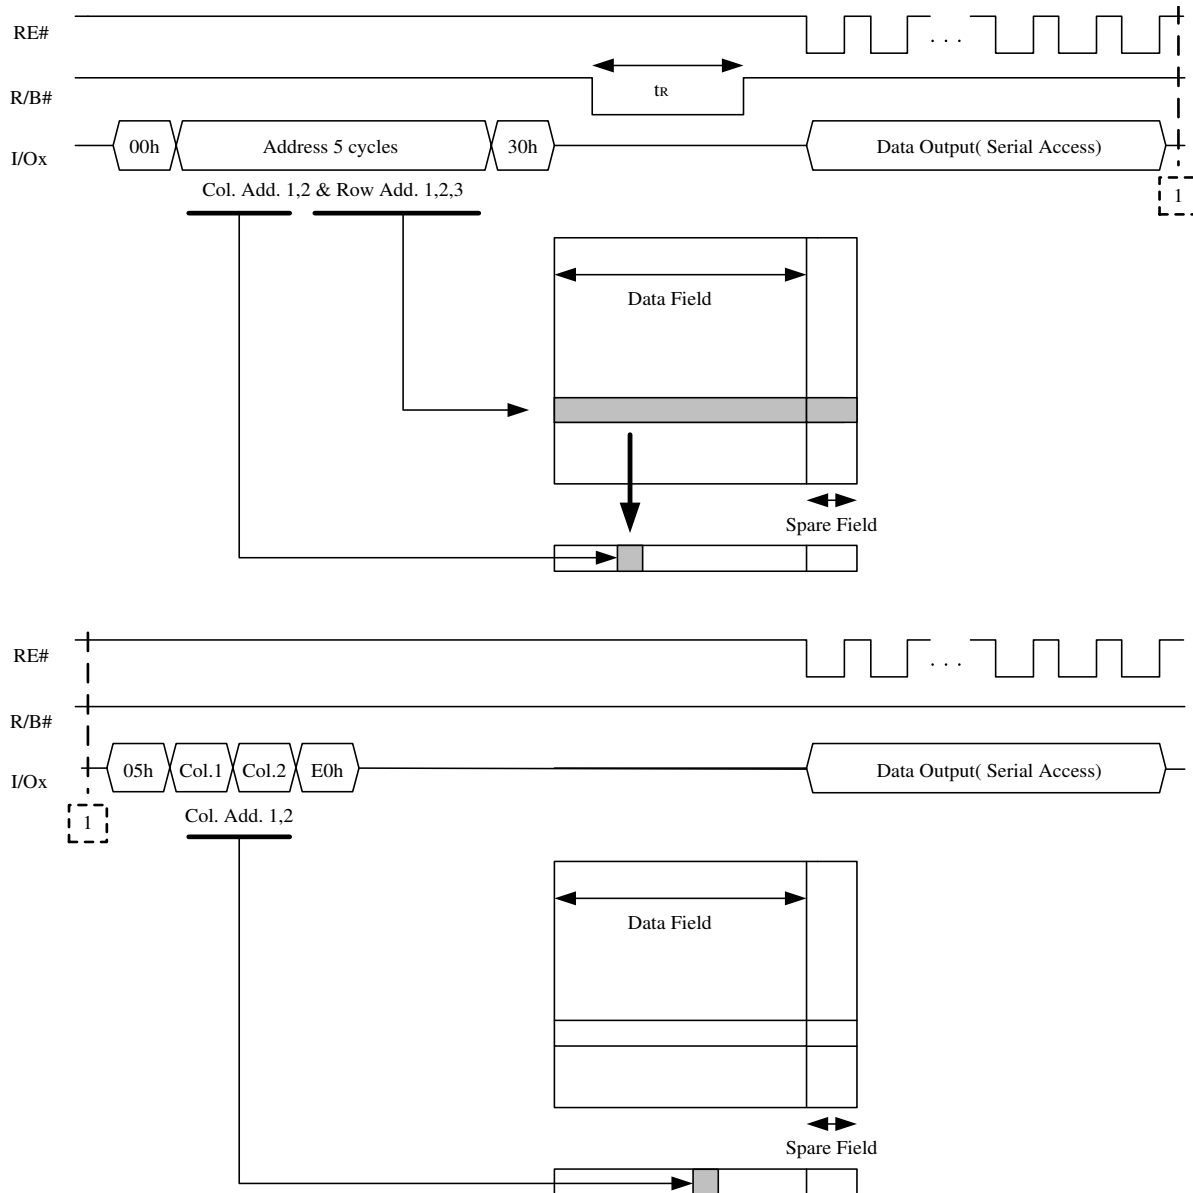 RE#
. . .
R/B#
tR
I/Ox
00h
Address 5 cycles
30h
Data Output( Serial Access)
Col. Add. 1,2 & Row Add. 1,2,3
1
Data Field
Spare Field
RE#
. . .
R/B#
I/Ox
05h
Col.1
Col.2
E0h
Data Output( Serial Access)
1
Col. Add. 1,2
Data Field
Spare Field